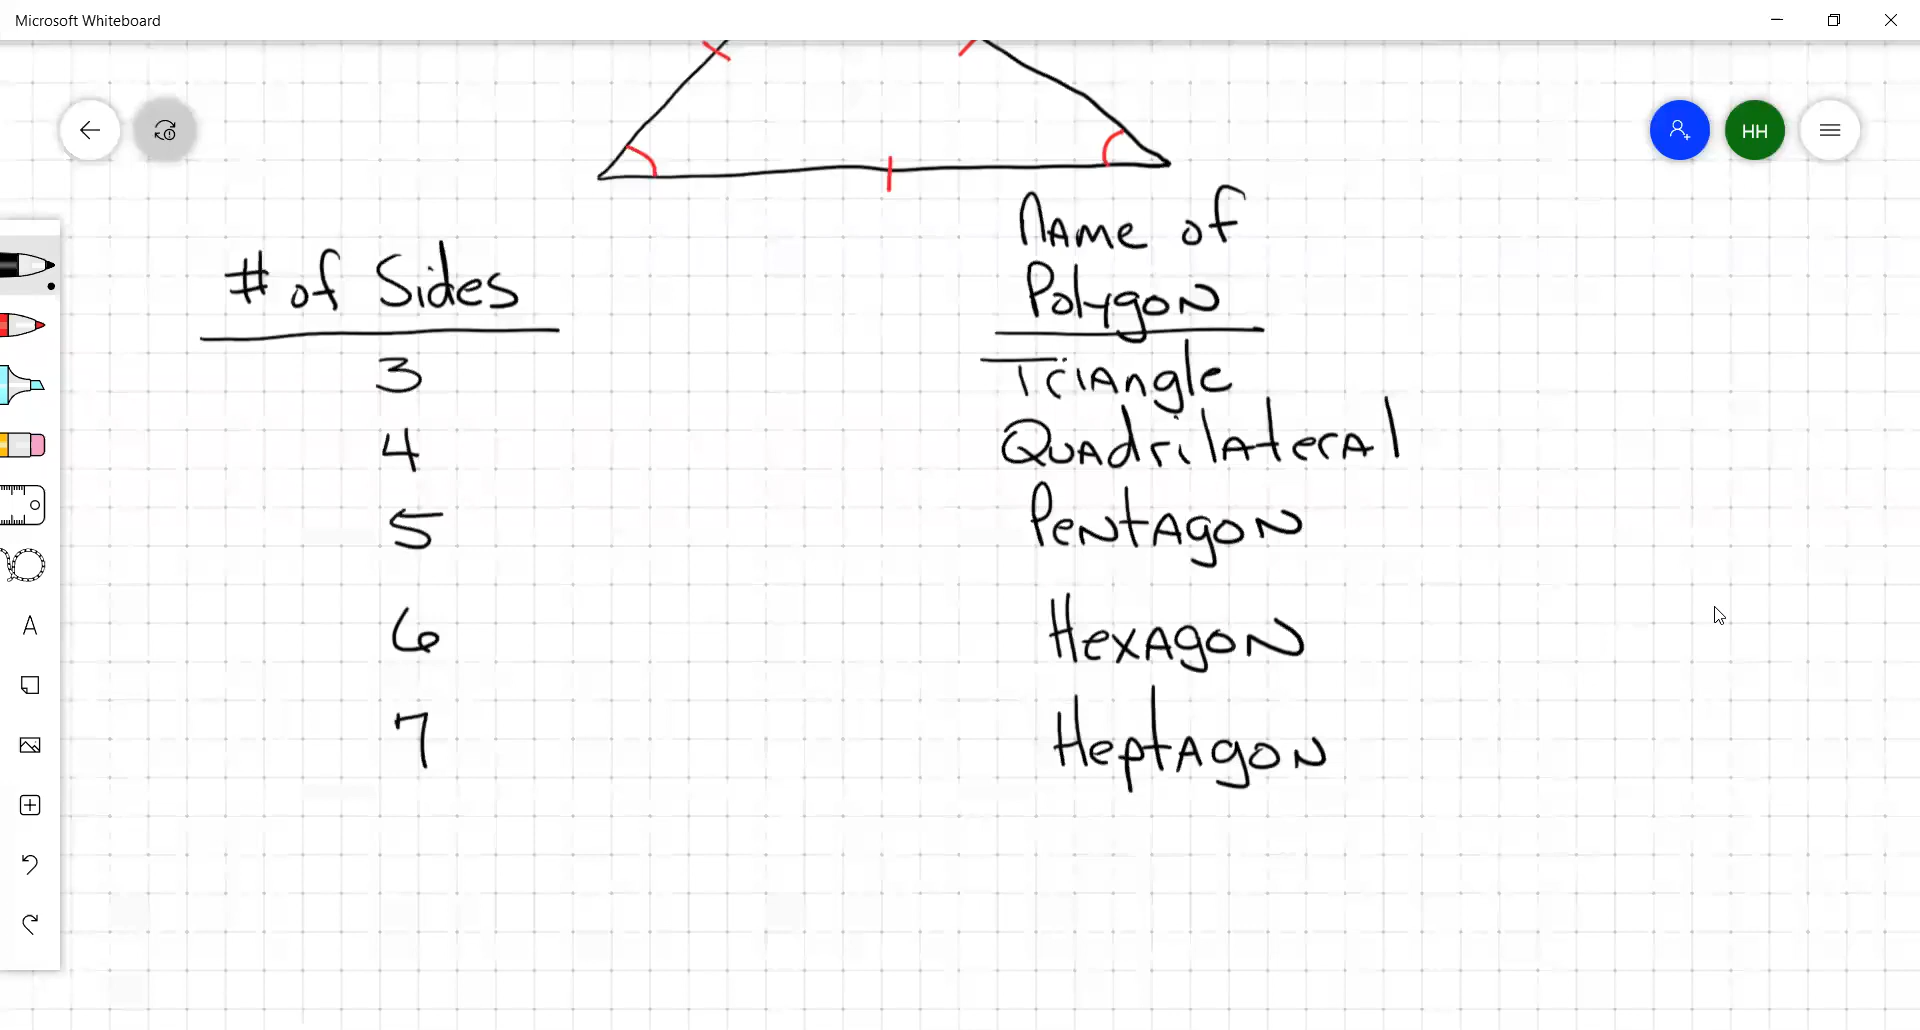 Microsoft Whiteboard
HH
Name of
# of Sides Polygon
3 Triangle
4 Quadrilateral
5 Pentagon
A
6 Hexagon
7 Heptagon